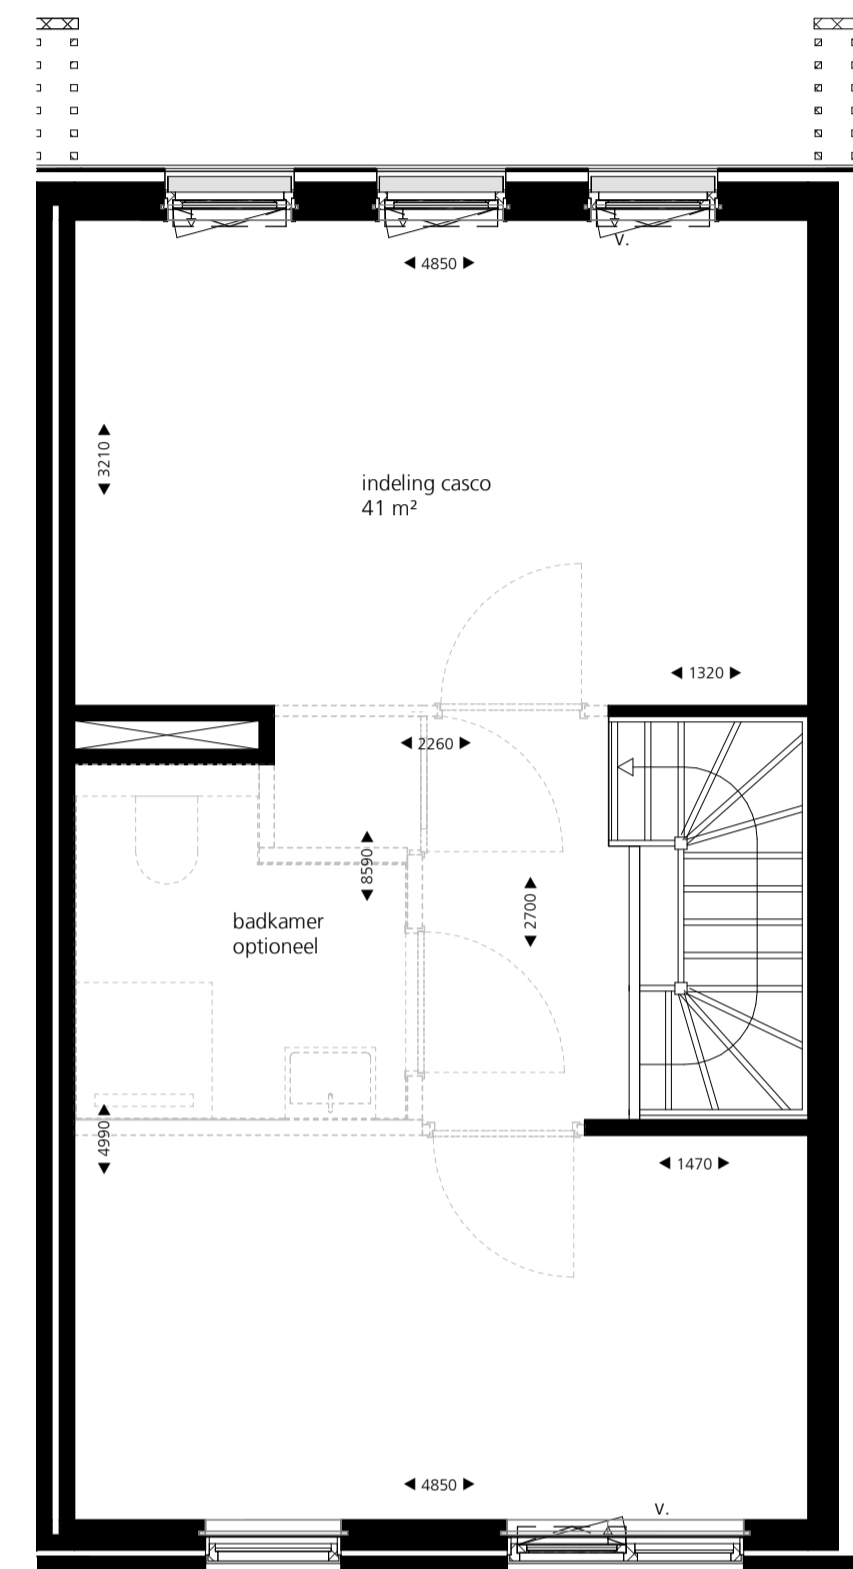 v.
4850
3210
indeling casco
41 m²
1320
2260
8590
2700
badkamer
optioneel
4990
1470
4850
v.